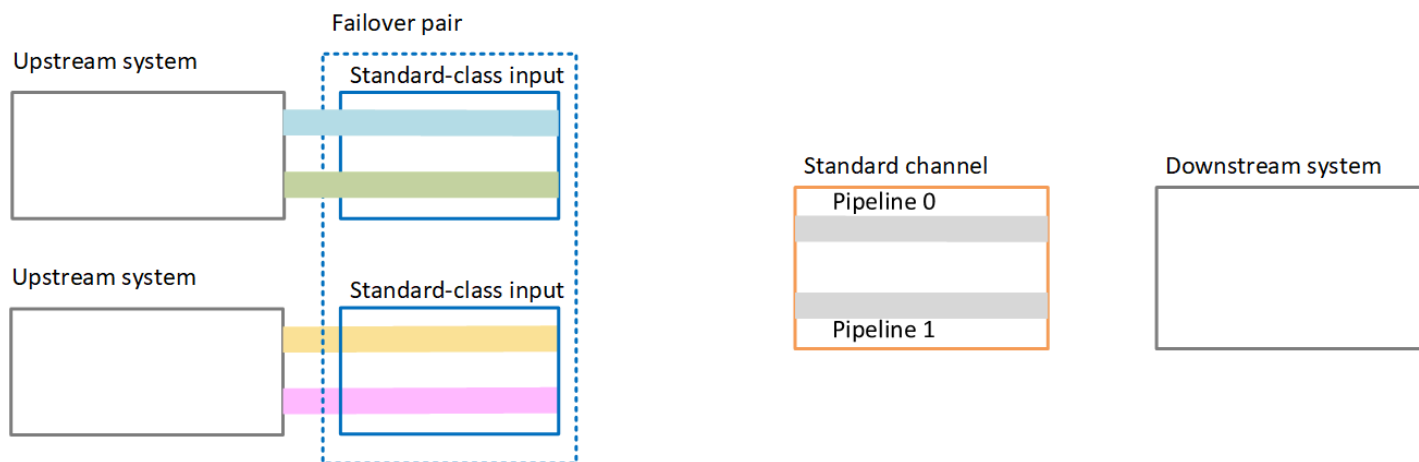 Failover pair
Upstream system
Standard-class input
Standard channel
Downstream system
Pipeline 0
Upstream system
Standard-class input
Pipeline 1